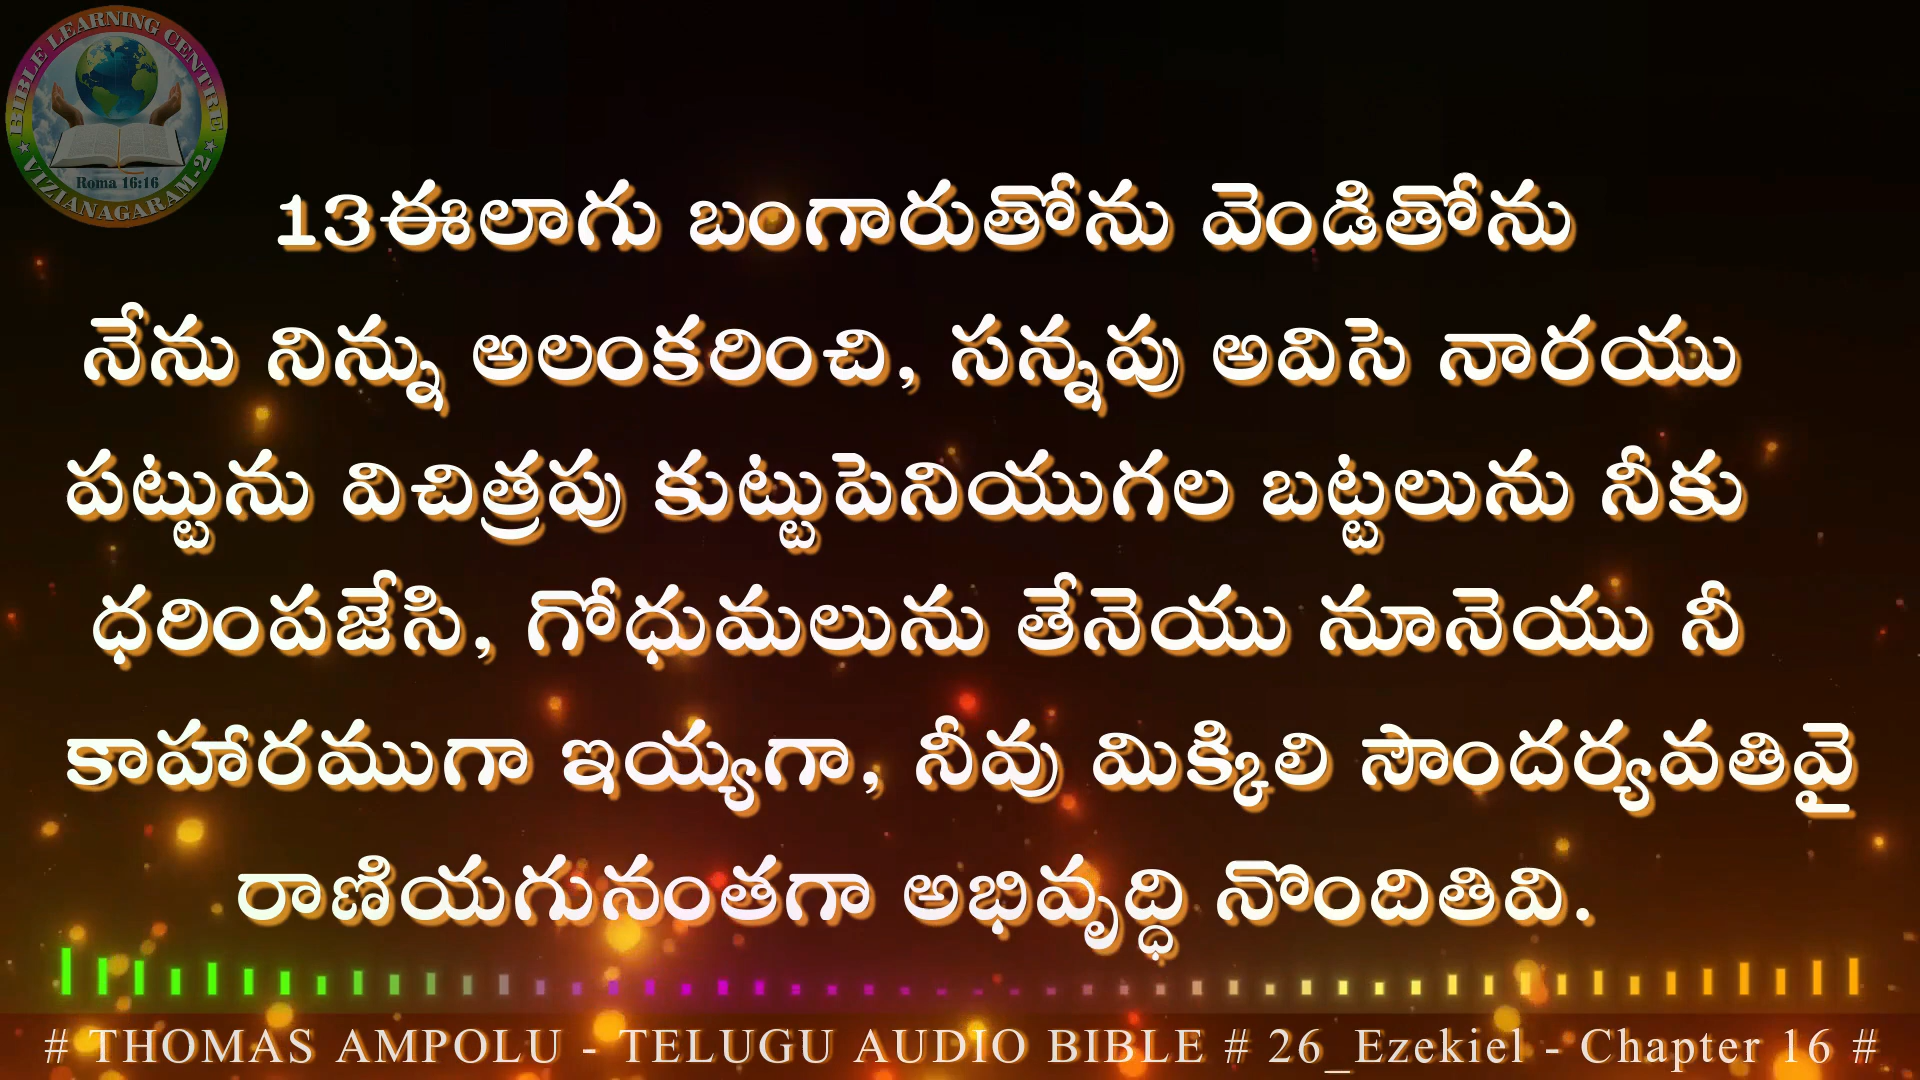 BIBLE LEARNING CENTRE
Roma 16:16
★ VIZIANAGARAM-2 ★
13ఈలాగు బంగారుతోను వెండితోను
నేను నిన్ను అలంకరించి, సన్నపు అవిసె నారయు
పట్టును విచిత్రపు కుట్టుపెనియుగల బట్టలును నీకు
ధరింపజేసి, గోధుమలును తేనెయు నూనెయు నీ
కాహారముగా ఇయ్యగా, నీవు మిక్కిలి సౌందర్యవతివై
రాణియగునంతగా అభివృద్ధి నొందితివి.
# THOMAS AMPOLU - TELUGU AUDIO BIBLE # 26_Ezekiel - Chapter 16 #